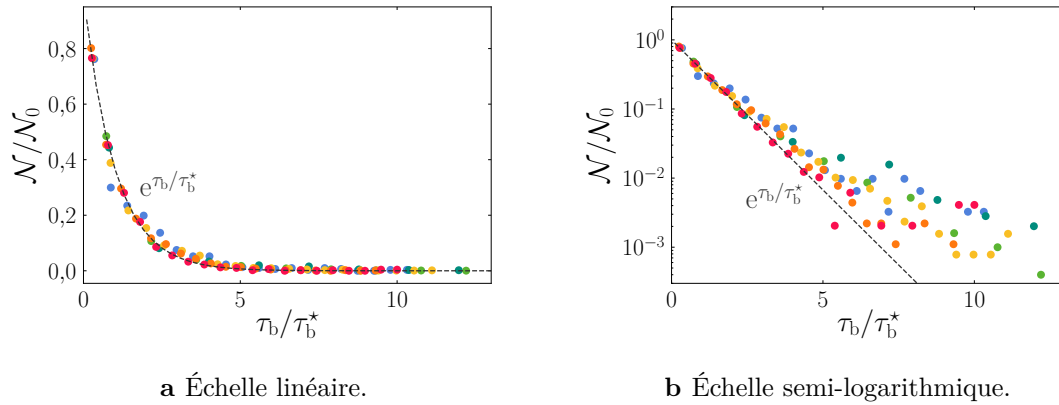 𝒩/𝒩₀
0,8
0,6
0,4
0,2
0,0
e^{τ_b/τ_b^⋆}
0
5
10
τ_b/τ_b^⋆
a Échelle linéaire.
𝒩/𝒩₀
10⁰
10⁻¹
10⁻²
10⁻³
e^{τ_b/τ_b^⋆}
0
5
10
τ_b/τ_b^⋆
b Échelle semi-logarithmique.